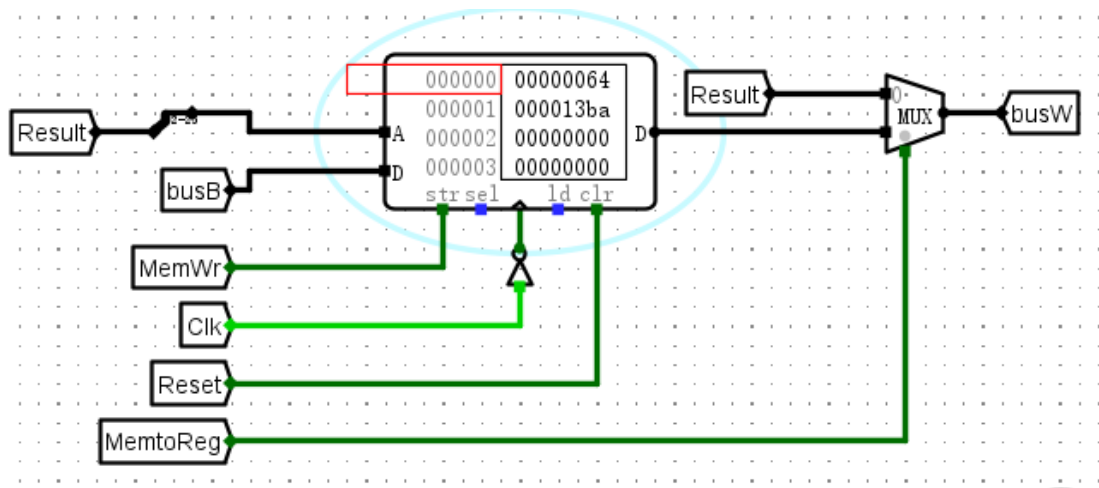 000000 00000064
Result 0
000001 000013ba
MUX busW
Result
A 000002 00000000 D
D 000003 00000000
busB
str sel ld clr
MemWr
Clk
Reset
MemtoReg